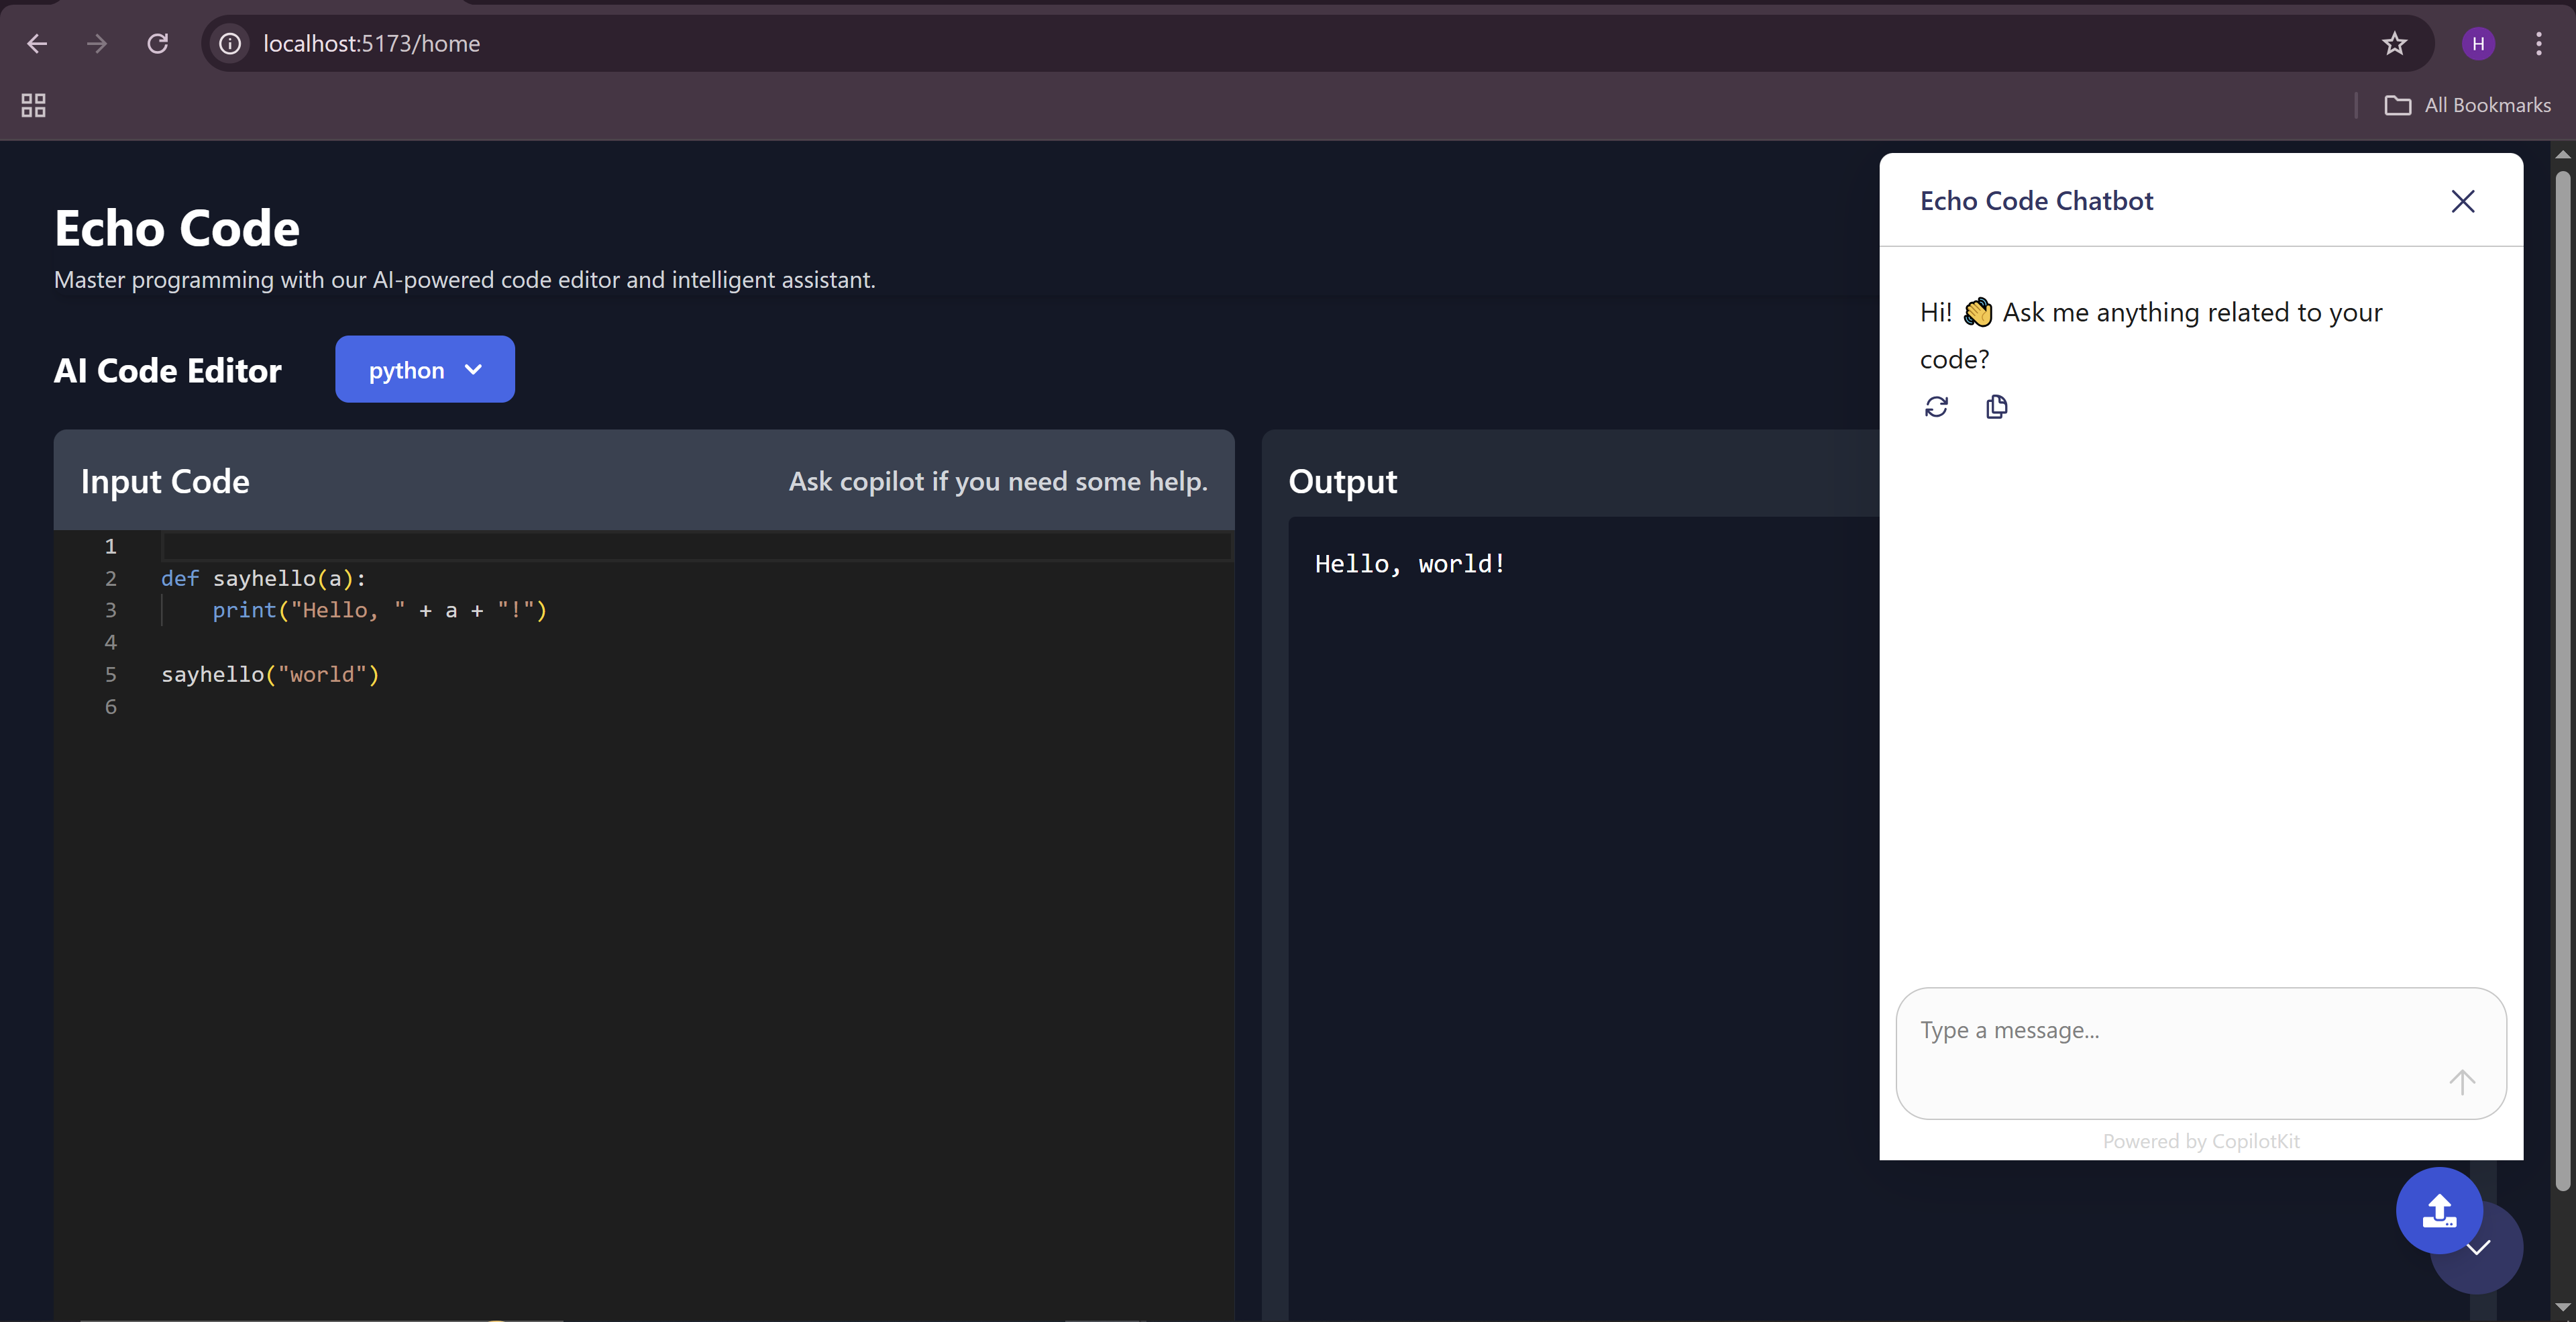 localhost:5173/home
H
All Bookmarks
Echo Code
Master programming with our AI-powered code editor and intelligent assistant.
AI Code Editor
python
Input Code
Ask copilot if you need some help.
1
2 def sayhello(a):
3 print("Hello, " + a + "!")
4
5 sayhello("world")
6
Output
Hello, world!
Echo Code Chatbot
Hi! 👋 Ask me anything related to your
code?
Type a message...
Powered by CopilotKit